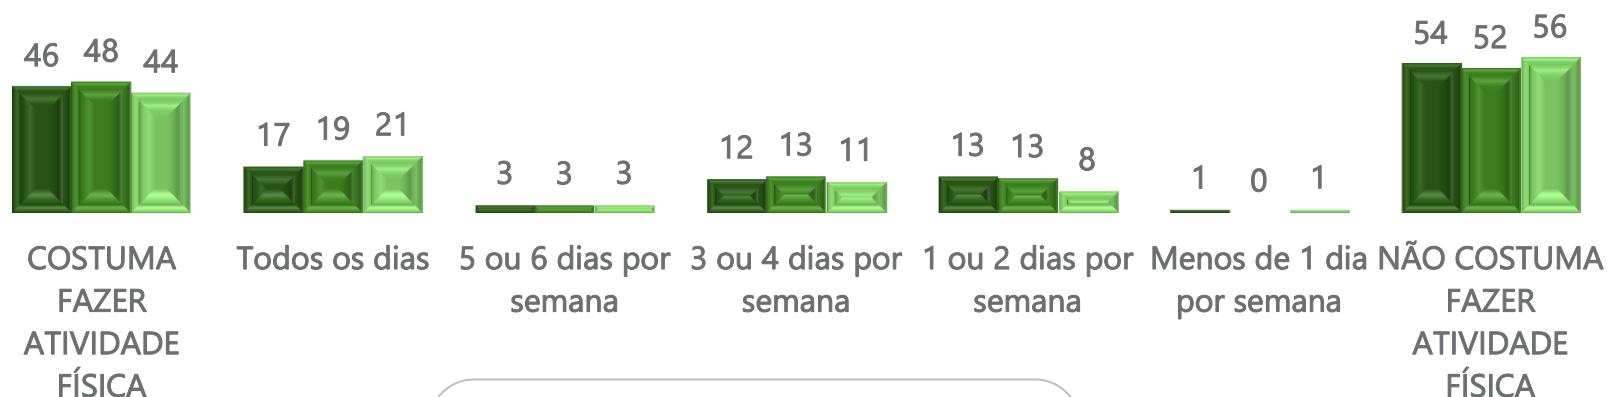 46 48 44
17 19 21
3 3 3
12 13 11
13 13 8
1 0 1
54 52 56
COSTUMA
FAZER
ATIVIDADE
FÍSICA
Todos os dias
5 ou 6 dias por
semana
3 ou 4 dias por
semana
1 ou 2 dias por
semana
Menos de 1 dia
por semana
NÃO COSTUMA
FAZER
ATIVIDADE
FÍSICA